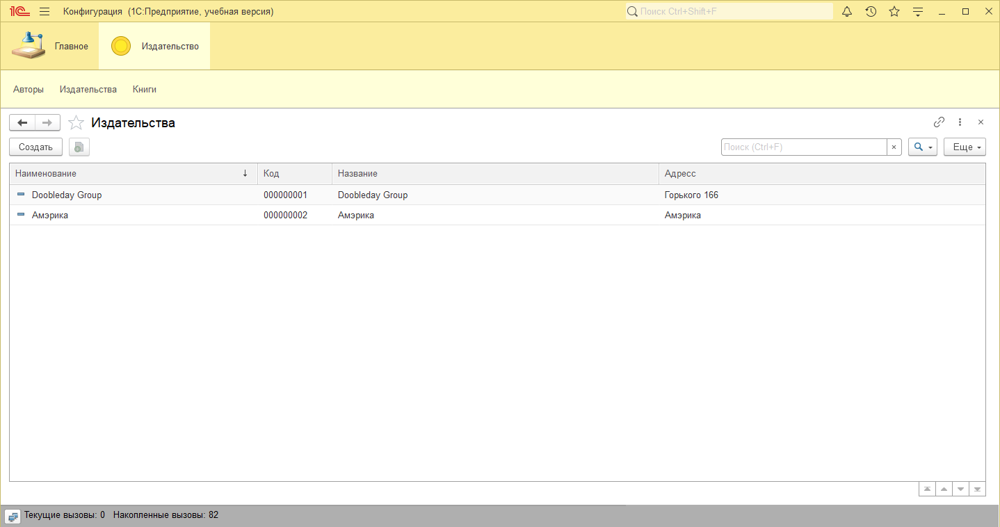 1С Конфигурация (1С:Предприятие, учебная версия) Поиск Ctrl+Shift+F
Главное Издательство
Авторы Издательства Книги
Издательства
Создать Поиск (Ctrl+F) × Еще
Наименование ↓ Код Название Адресс
Doobleday Group 000000001 Doobleday Group Горького 166
Амэрика 000000002 Амэрика Амэрика
Текущие вызовы: 0 Накопленные вызовы: 82